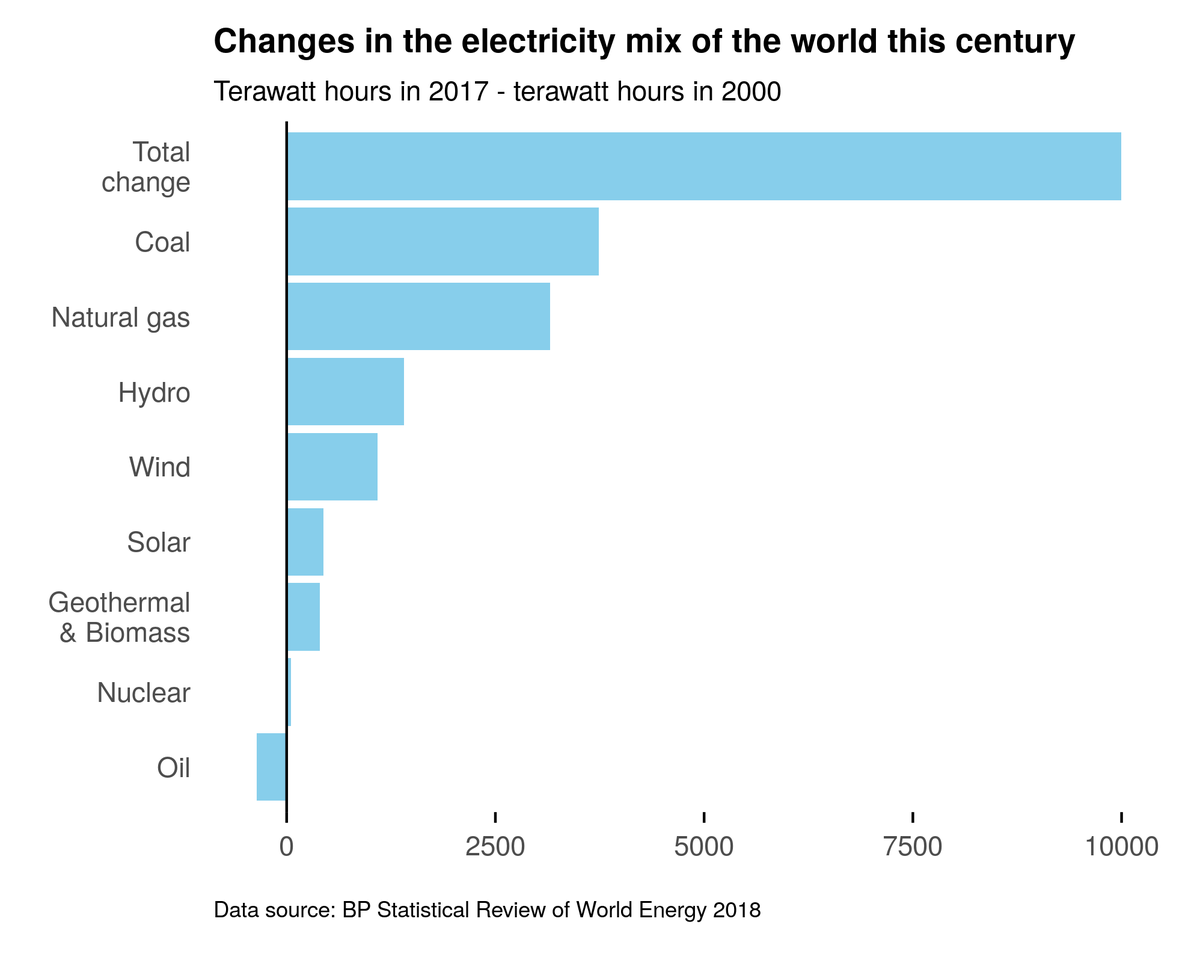 Changes in the electricity mix of the world this century
Terawatt hours in 2017 - terawatt hours in 2000
Total
change
Coal
Natural gas
Hydro
Wind
Solar
Geothermal
& Biomass
Nuclear
Oil
0 2500 5000 7500 10000
Data source: BP Statistical Review of World Energy 2018